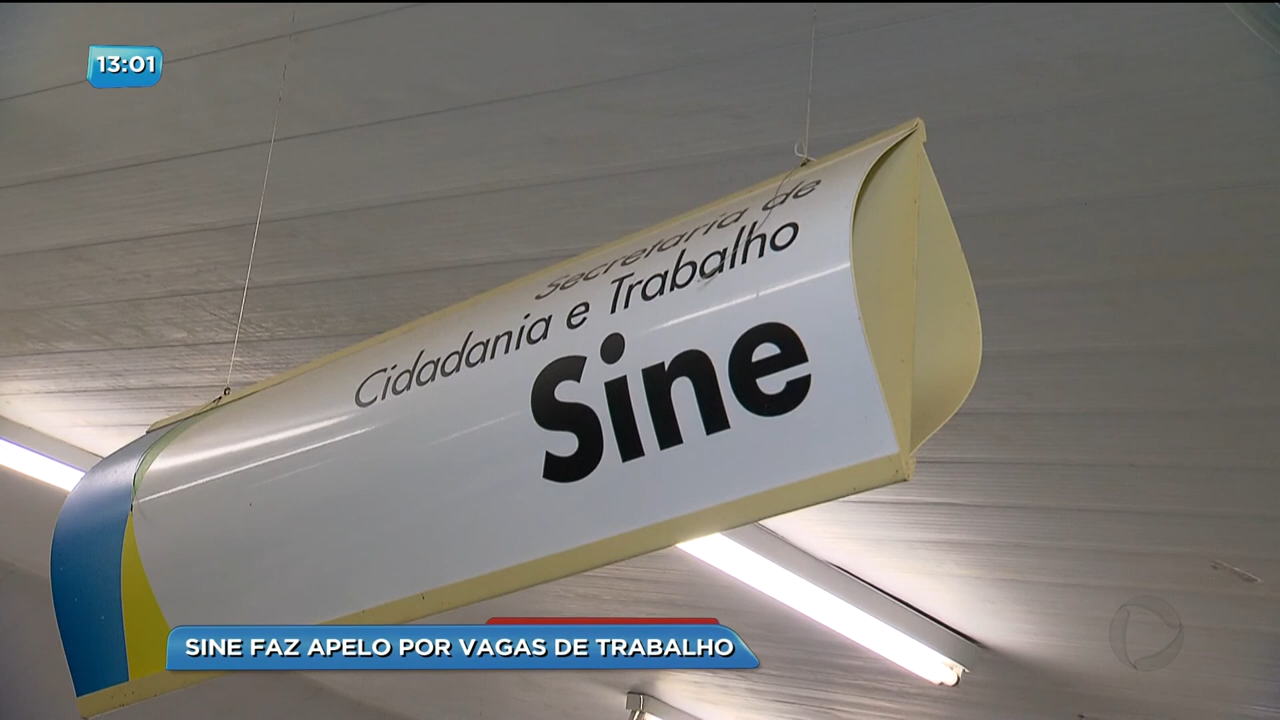 13:01
Secretaria de
Cidadania e Trabalho
Sine
SINE FAZ APELO POR VAGAS DE TRABALHO